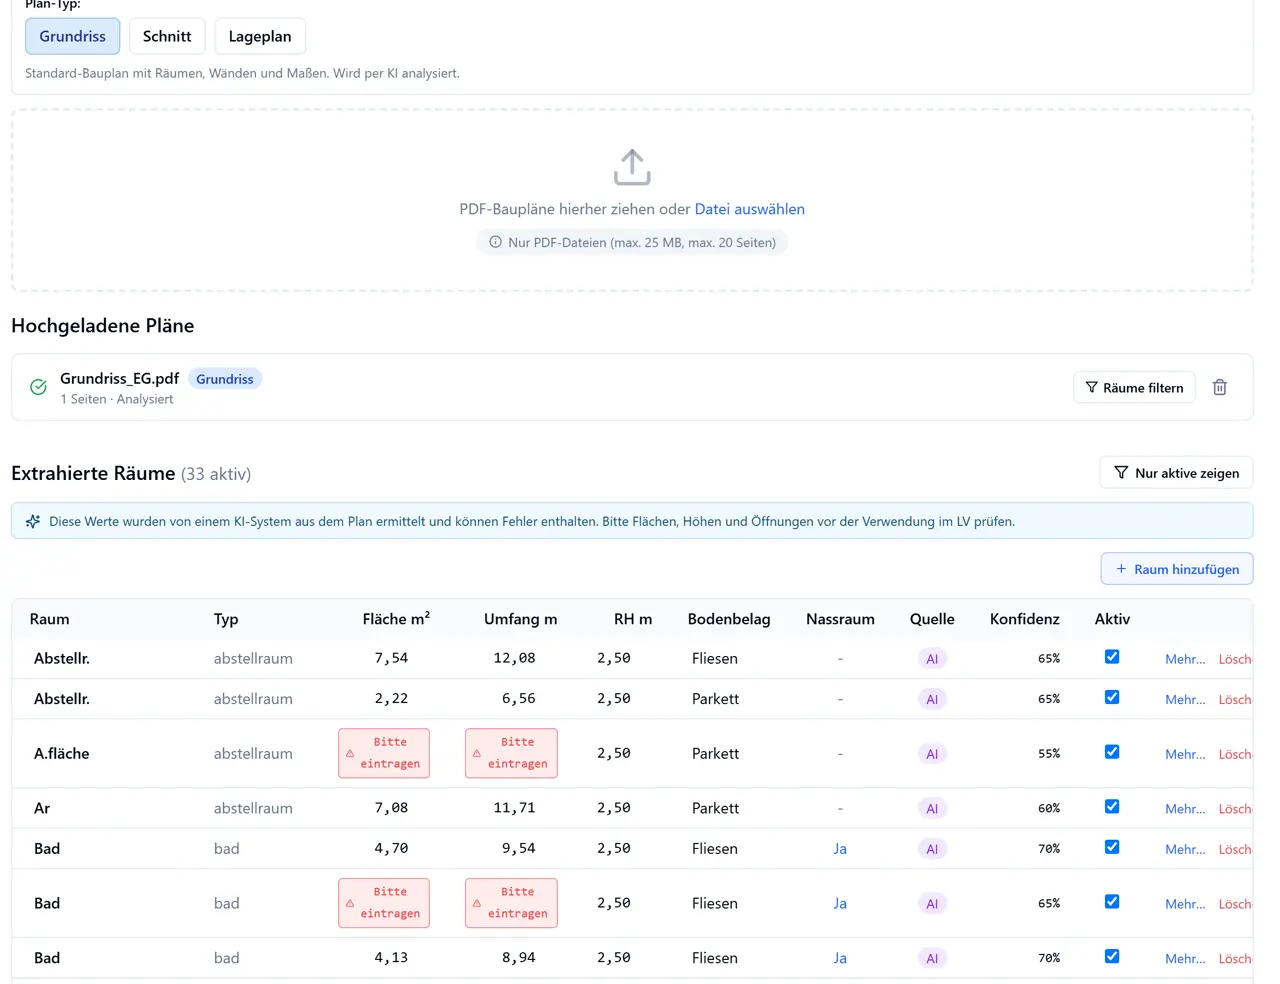 Plan-Typ:
Grundriss Schnitt Lageplan
Standard-Bauplan mit Räumen, Wänden und Maßen. Wird per KI analysiert.
PDF-Baupläne hierher ziehen oder Datei auswählen
Nur PDF-Dateien (max. 25 MB, max. 20 Seiten)
Hochgeladene Pläne
Grundriss_EG.pdf Grundriss
1 Seiten · Analysiert
Räume filtern
Extrahierte Räume (33 aktiv)
Nur aktive zeigen
Diese Werte wurden von einem KI-System aus dem Plan ermittelt und können Fehler enthalten. Bitte Flächen, Höhen und Öffnungen vor der Verwendung im LV prüfen.
+ Raum hinzufügen
Raum Typ Fläche m² Umfang m RH m Bodenbelag Nassraum Quelle Konfidenz Aktiv
Abstellr. abstellraum 7,54 12,08 2,50 Fliesen - AI 65% Mehr... Lösch
Abstellr. abstellraum 2,22 6,56 2,50 Parkett - AI 65% Mehr... Lösch
A.fläche abstellraum Bitte eintragen Bitte eintragen 2,50 Parkett - AI 55% Mehr... Lösch
Ar abstellraum 7,08 11,71 2,50 Parkett - AI 60% Mehr... Lösch
Bad bad 4,70 9,54 2,50 Fliesen Ja AI 70% Mehr... Lösch
Bad bad Bitte eintragen Bitte eintragen 2,50 Fliesen Ja AI 65% Mehr... Lösch
Bad bad 4,13 8,94 2,50 Fliesen Ja AI 70% Mehr... Lösch